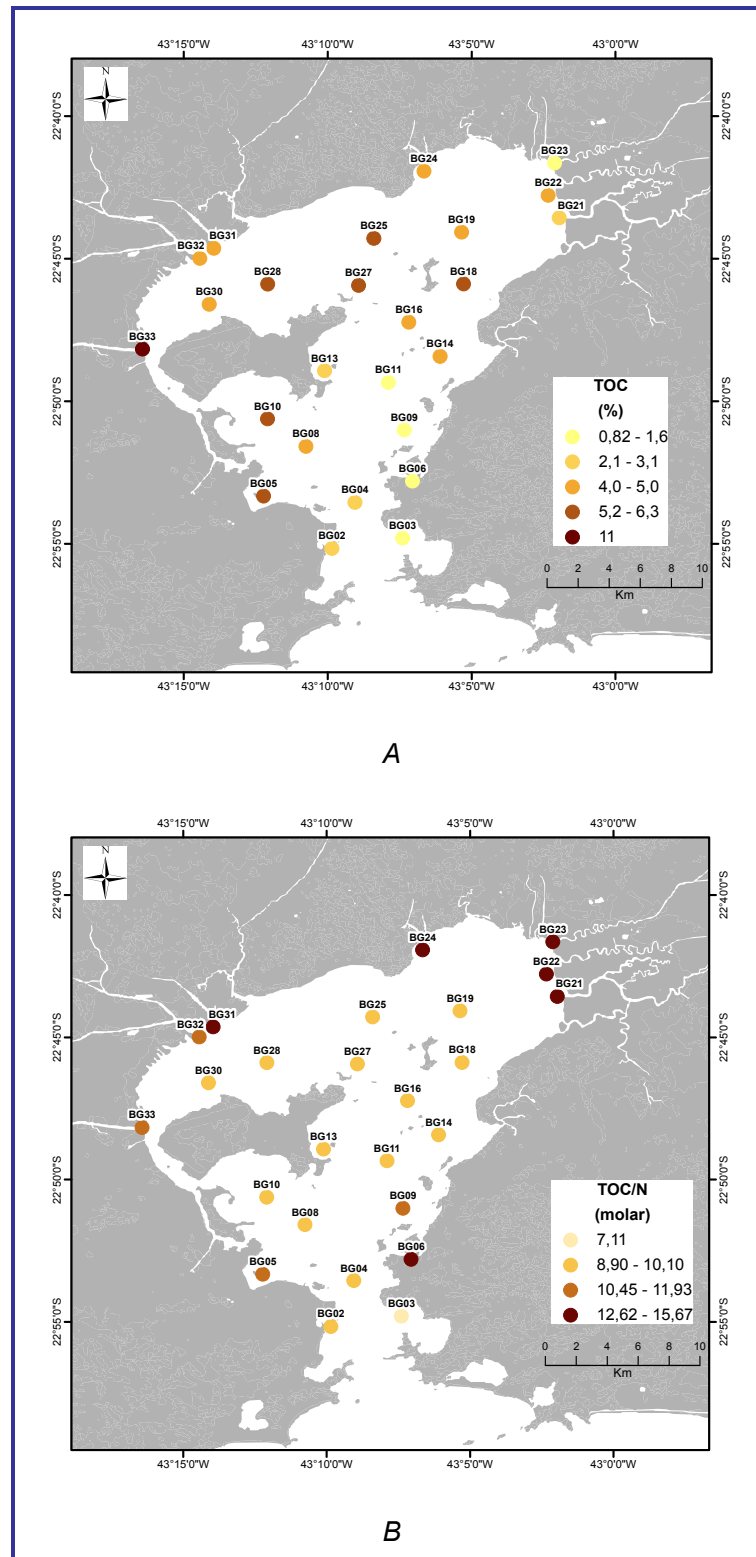 43°15'0"W 43°10'0"W 43°5'0"W 43°0'0"W
N
22°40'0"S 22°40'0"S
BG23
BG24
BG22
BG21
BG31 BG25 BG19
BG32
BG28 BG27 BG18
BG30
BG16
BG33
BG14
BG13 BG11
BG10
BG09
BG08
BG06
BG05 BG04
BG03
BG02
22°45'0"S 22°45'0"S
22°50'0"S 22°50'0"S
22°55'0"S 22°55'0"S
TOC
(%)
0,82 - 1,6
2,1 - 3,1
4,0 - 5,0
5,2 - 6,3
11
0 2 4 6 8 10
Km
43°15'0"W 43°10'0"W 43°5'0"W 43°0'0"W
A
43°15'0"W 43°10'0"W 43°5'0"W 43°0'0"W
N
22°40'0"S 22°40'0"S
BG23
BG24
BG22
BG21
BG31 BG25 BG19
BG32
BG28 BG27 BG18
BG30
BG16
BG33
BG14
BG13 BG11
BG10
BG09
BG08
BG06
BG05 BG04
BG03
BG02
22°45'0"S 22°45'0"S
22°50'0"S 22°50'0"S
22°55'0"S 22°55'0"S
TOC/N
(molar)
7,11
8,90 - 10,10
10,45 - 11,93
12,62 - 15,67
0 2 4 6 8 10
Km
43°15'0"W 43°10'0"W 43°5'0"W 43°0'0"W
B